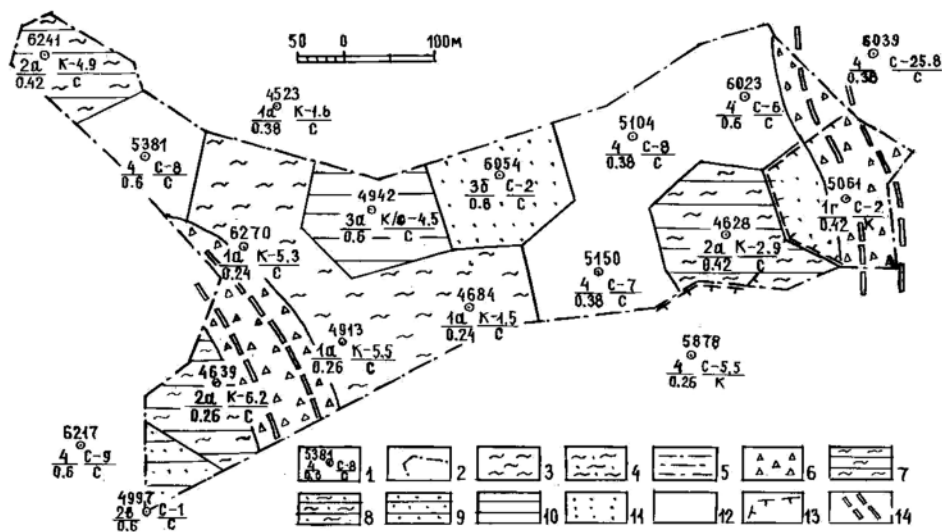 50 0 100м
6241
2а К-4.9
0.42 С
4523
1а К-1.6
0.38 С
6039
4 С-25.8
0.38 С
6023
4 С-6
0.6 С
5381
4 С-8
0.6 С
5104
4 С-8
0.38 С
6054
3б С-2
0.6 С
4942
3а К/С-4.5
0.6 С
5061
1г С-2
0.42 К
4628
2а К-2.9
0.42 С
6270
1а К-5.3
0.24 С
5150
4 С-7
0.38 С
4684
1а К-1.5
0.24 С
4913
1а К-5.5
0.26 С
5878
4 С-5.5
0.26 К
4639
2а К-6.2
0.26 С
6247
4 С-9
0.6 С
4997
2б С-1
0.6 С
5381
4 С-8
0.6 С
1 2 3 4 5 6 7
8 9 10 11 12 13 14